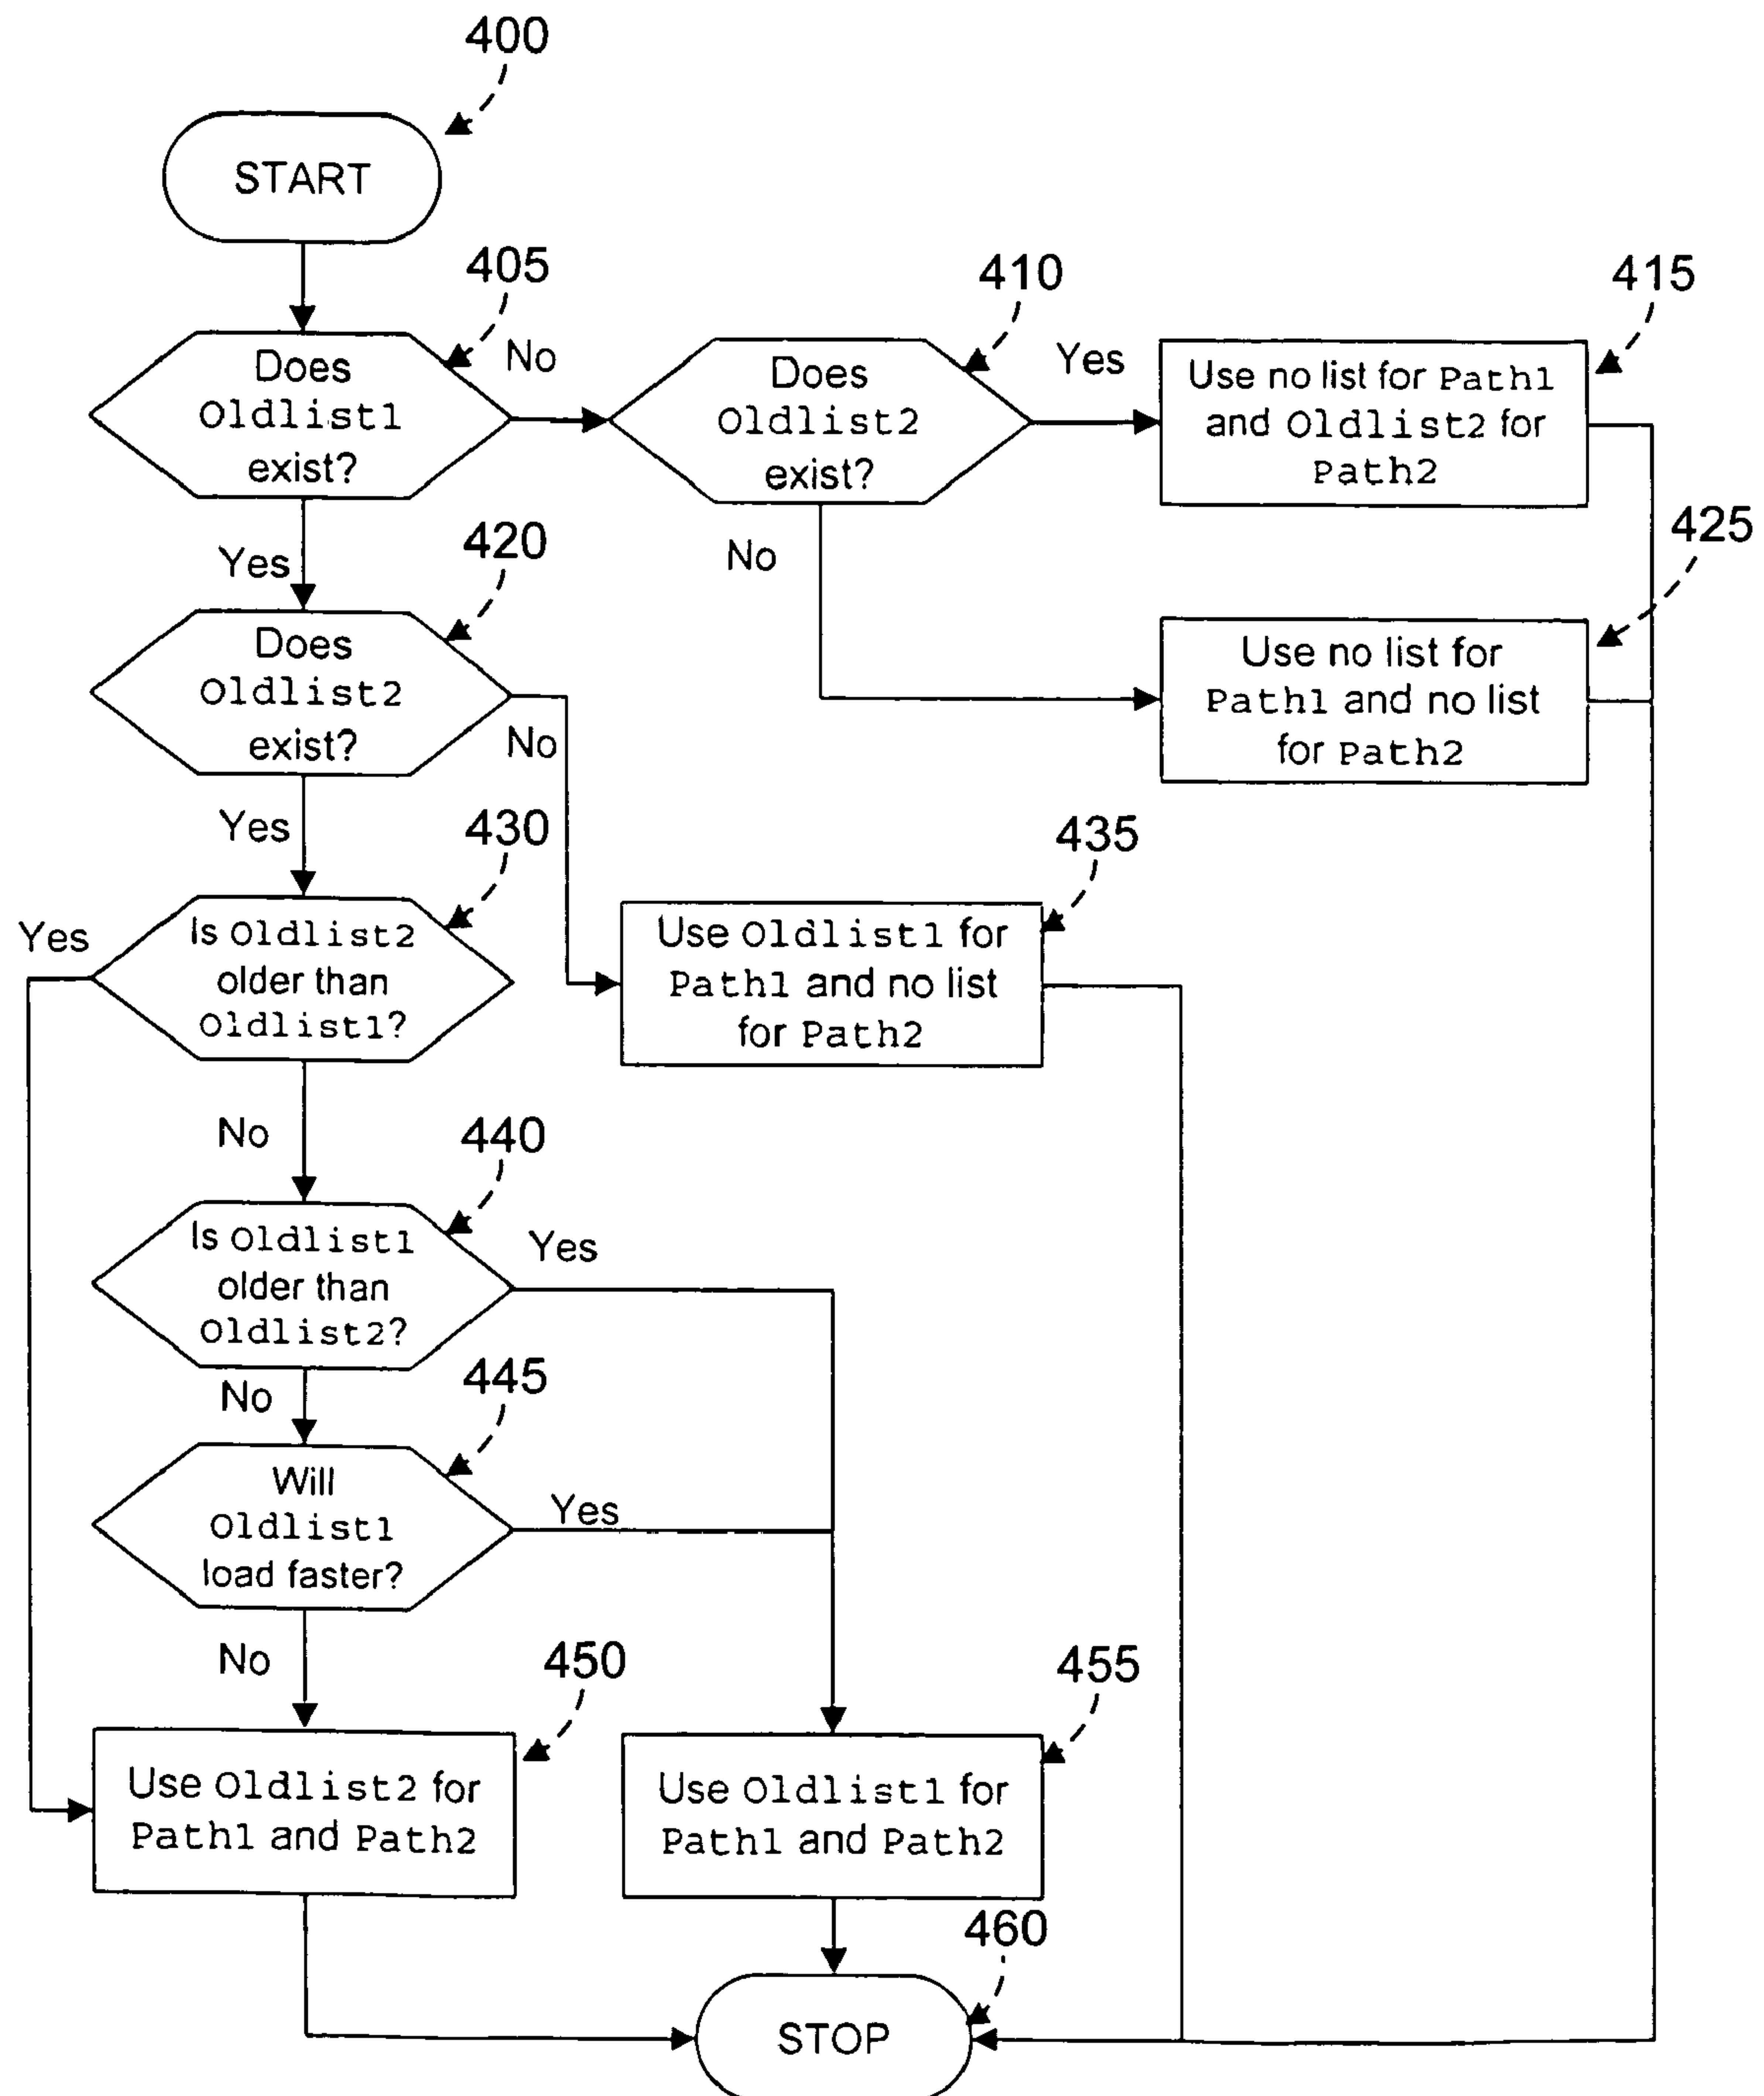 400
START
405
Does
Oldlist1
exist?
No
410
Does
Oldlist2
exist?
Yes
415
Use no list for Path1
and Oldlist2 for
Path2
Yes
420
Does
Oldlist2
exist?
No
No
425
Use no list for
Path1 and no list
for Path2
Yes
430
Is Oldlist2
older than
Oldlist1?
Yes
435
Use Oldlist1 for
Path1 and no list
for Path2
No
440
Is Oldlist1
older than
Oldlist2?
Yes
No
445
Will
Oldlist1
load faster?
Yes
No
450
Use Oldlist2 for
Path1 and Path2
455
Use Oldlist1 for
Path1 and Path2
460
STOP